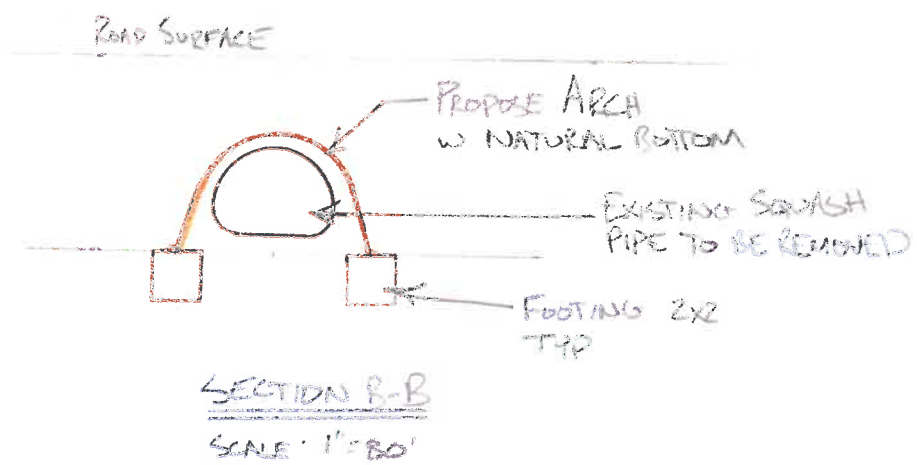 ROAD SURFACE
PROPOSE ARCH
W NATURAL BOTTOM
EXISTING SQUASH
PIPE TO BE REMOVED
FOOTING 2x2
TYP
SECTION B-B
SCALE: 1"=80'